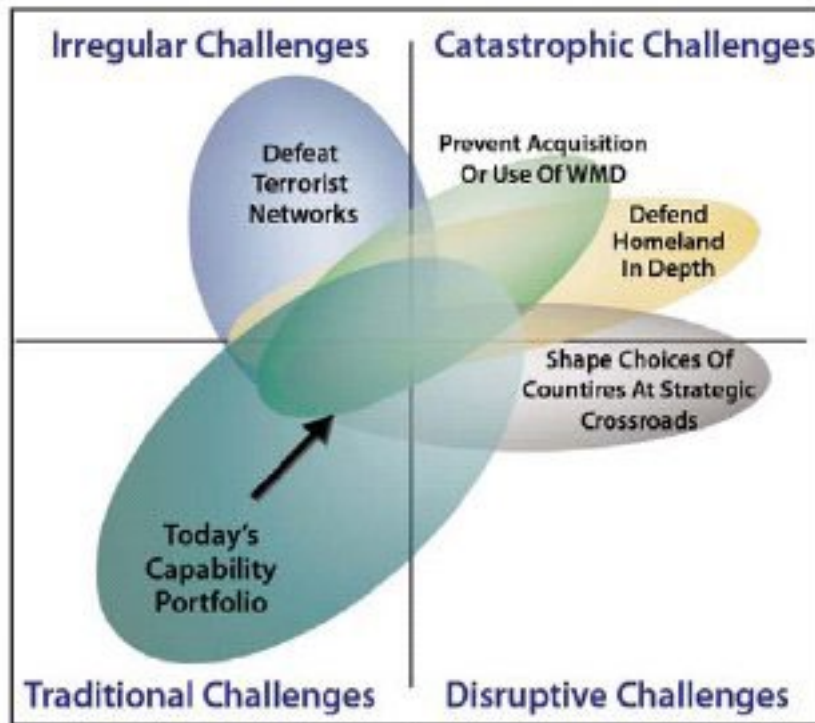 Irregular Challenges
Catastrophic Challenges
Defeat
Terrorist
Networks
Prevent Acquisition
Or Use Of WMD
Defend
Homeland
In Depth
Shape Choices Of
Countires At Strategic
Crossroads
Today's
Capability
Portfolio
Traditional Challenges
Disruptive Challenges